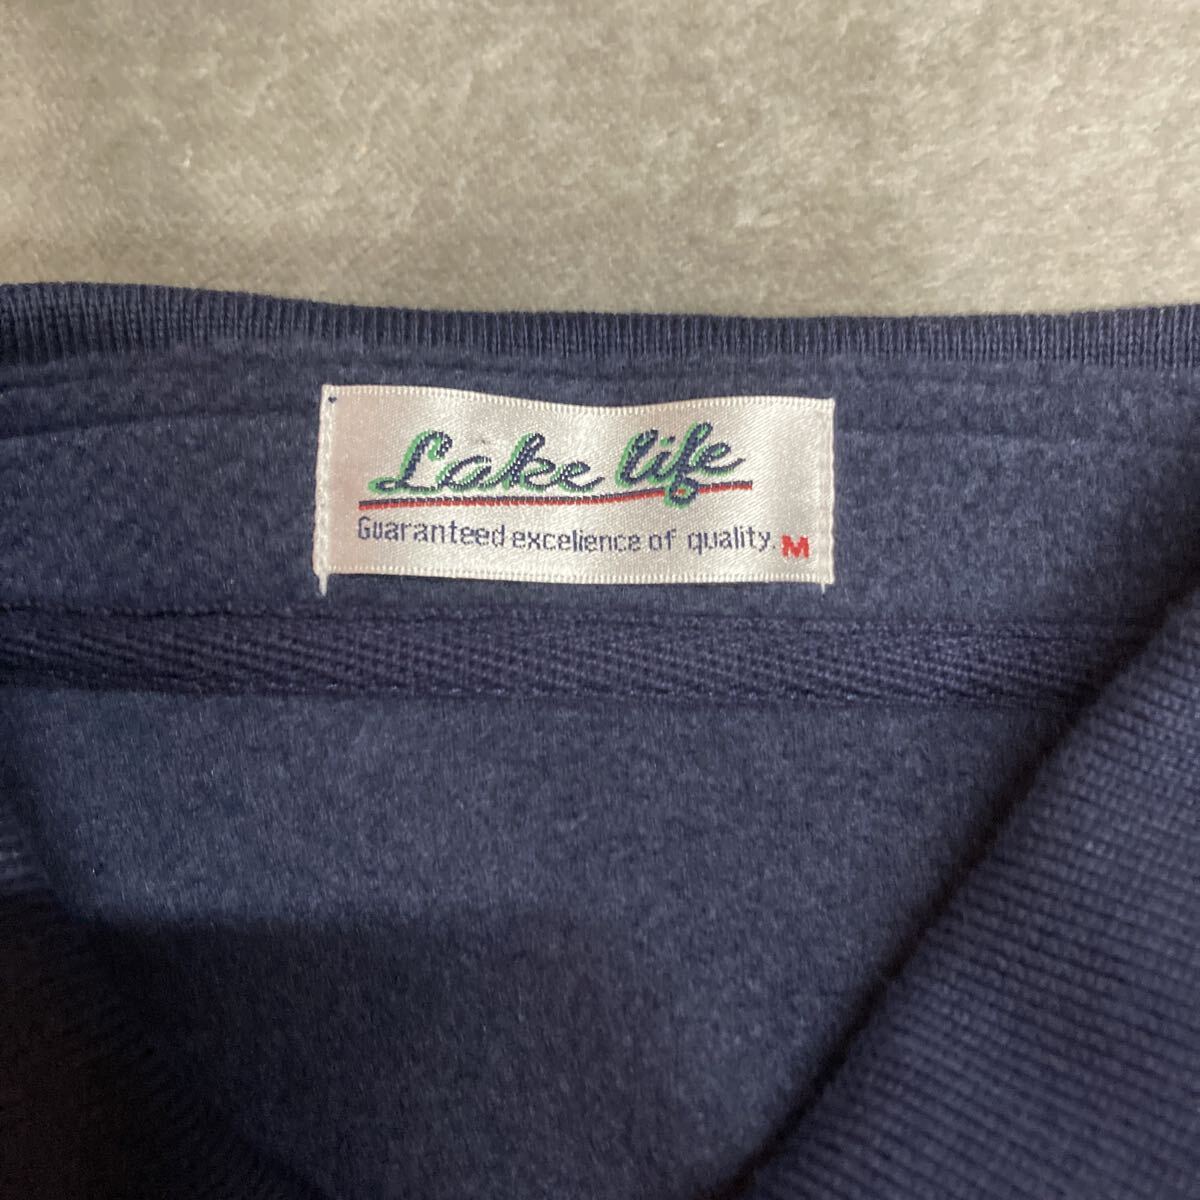 Lake life
Guaranteed excelience of quality. M